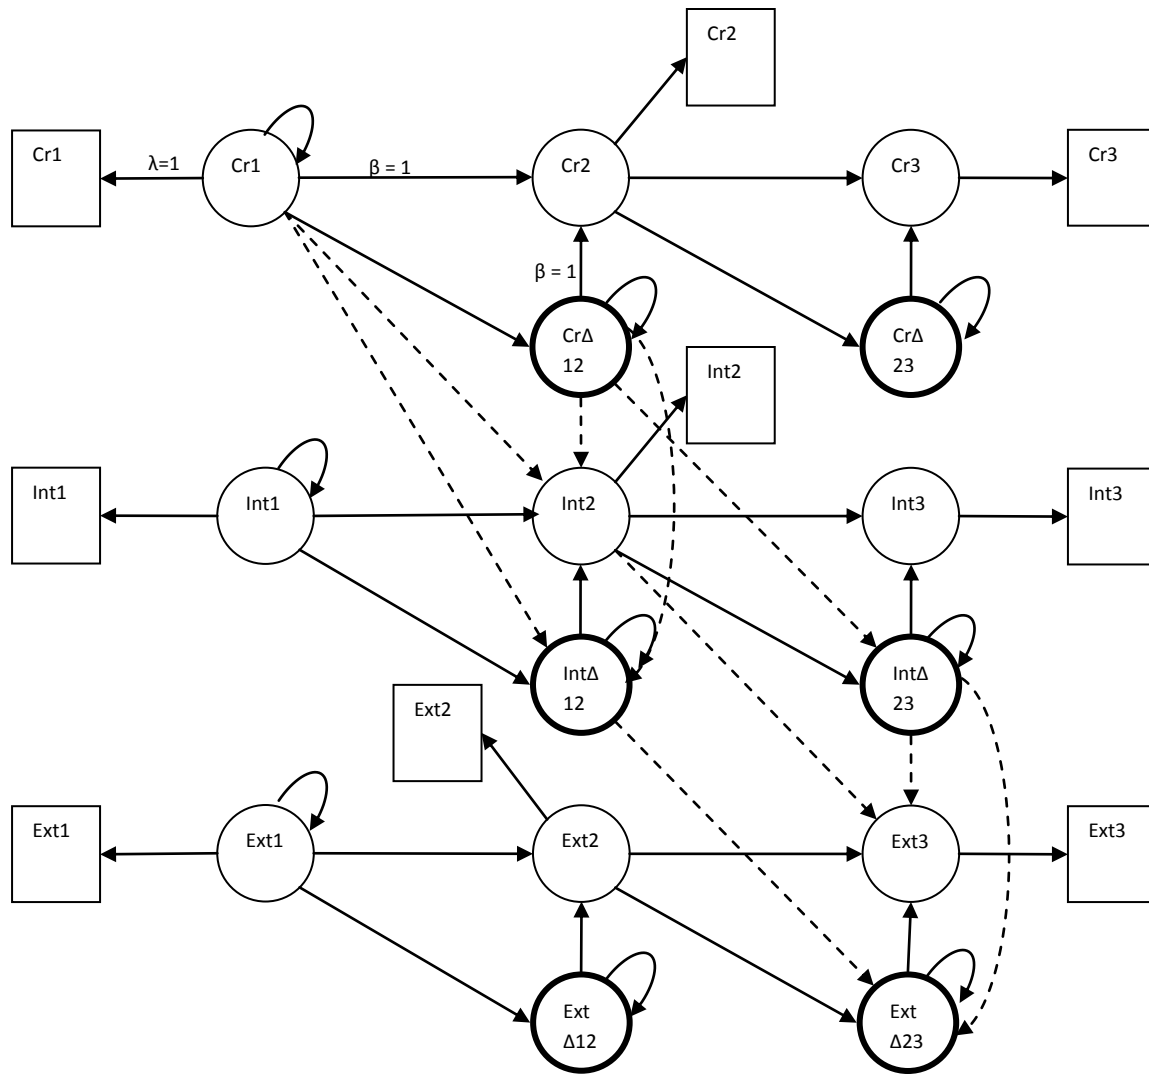 Cr2
Cr1
λ=1
Cr1
β = 1
Cr2
Cr3
Cr3
β = 1
CrΔ
12
CrΔ
23
Int2
Int1
Int1
Int2
Int3
Int3
IntΔ
12
IntΔ
23
Ext2
Ext1
Ext1
Ext2
Ext3
Ext3
Ext
Δ12
Ext
Δ23